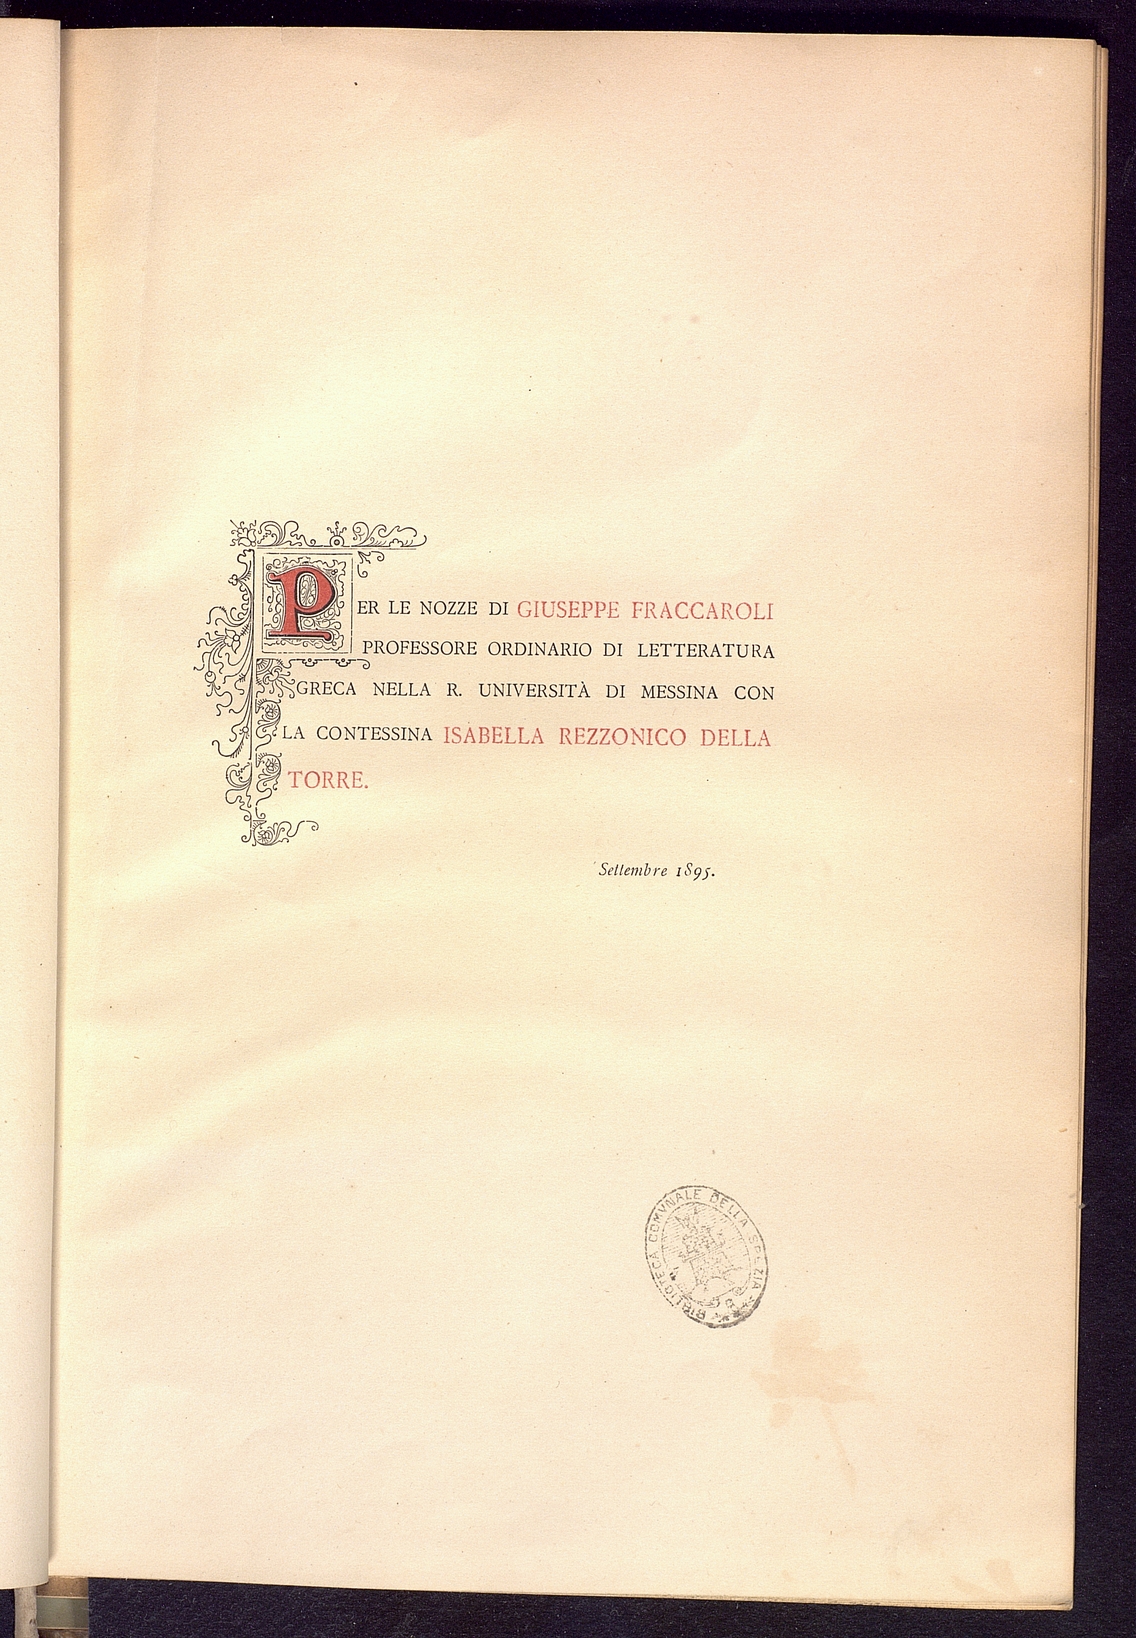 PER LE NOZZE DI GIUSEPPE FRACCAROLI
PROFESSORE ORDINARIO DI LETTERATURA
GRECA NELLA R. UNIVERSITÀ DI MESSINA CON
LA CONTESSINA ISABELLA REZZONICO DELLA
TORRE.
Settembre 1895.
BIBLIOTECA COMVNALE DELLA SPEZIA